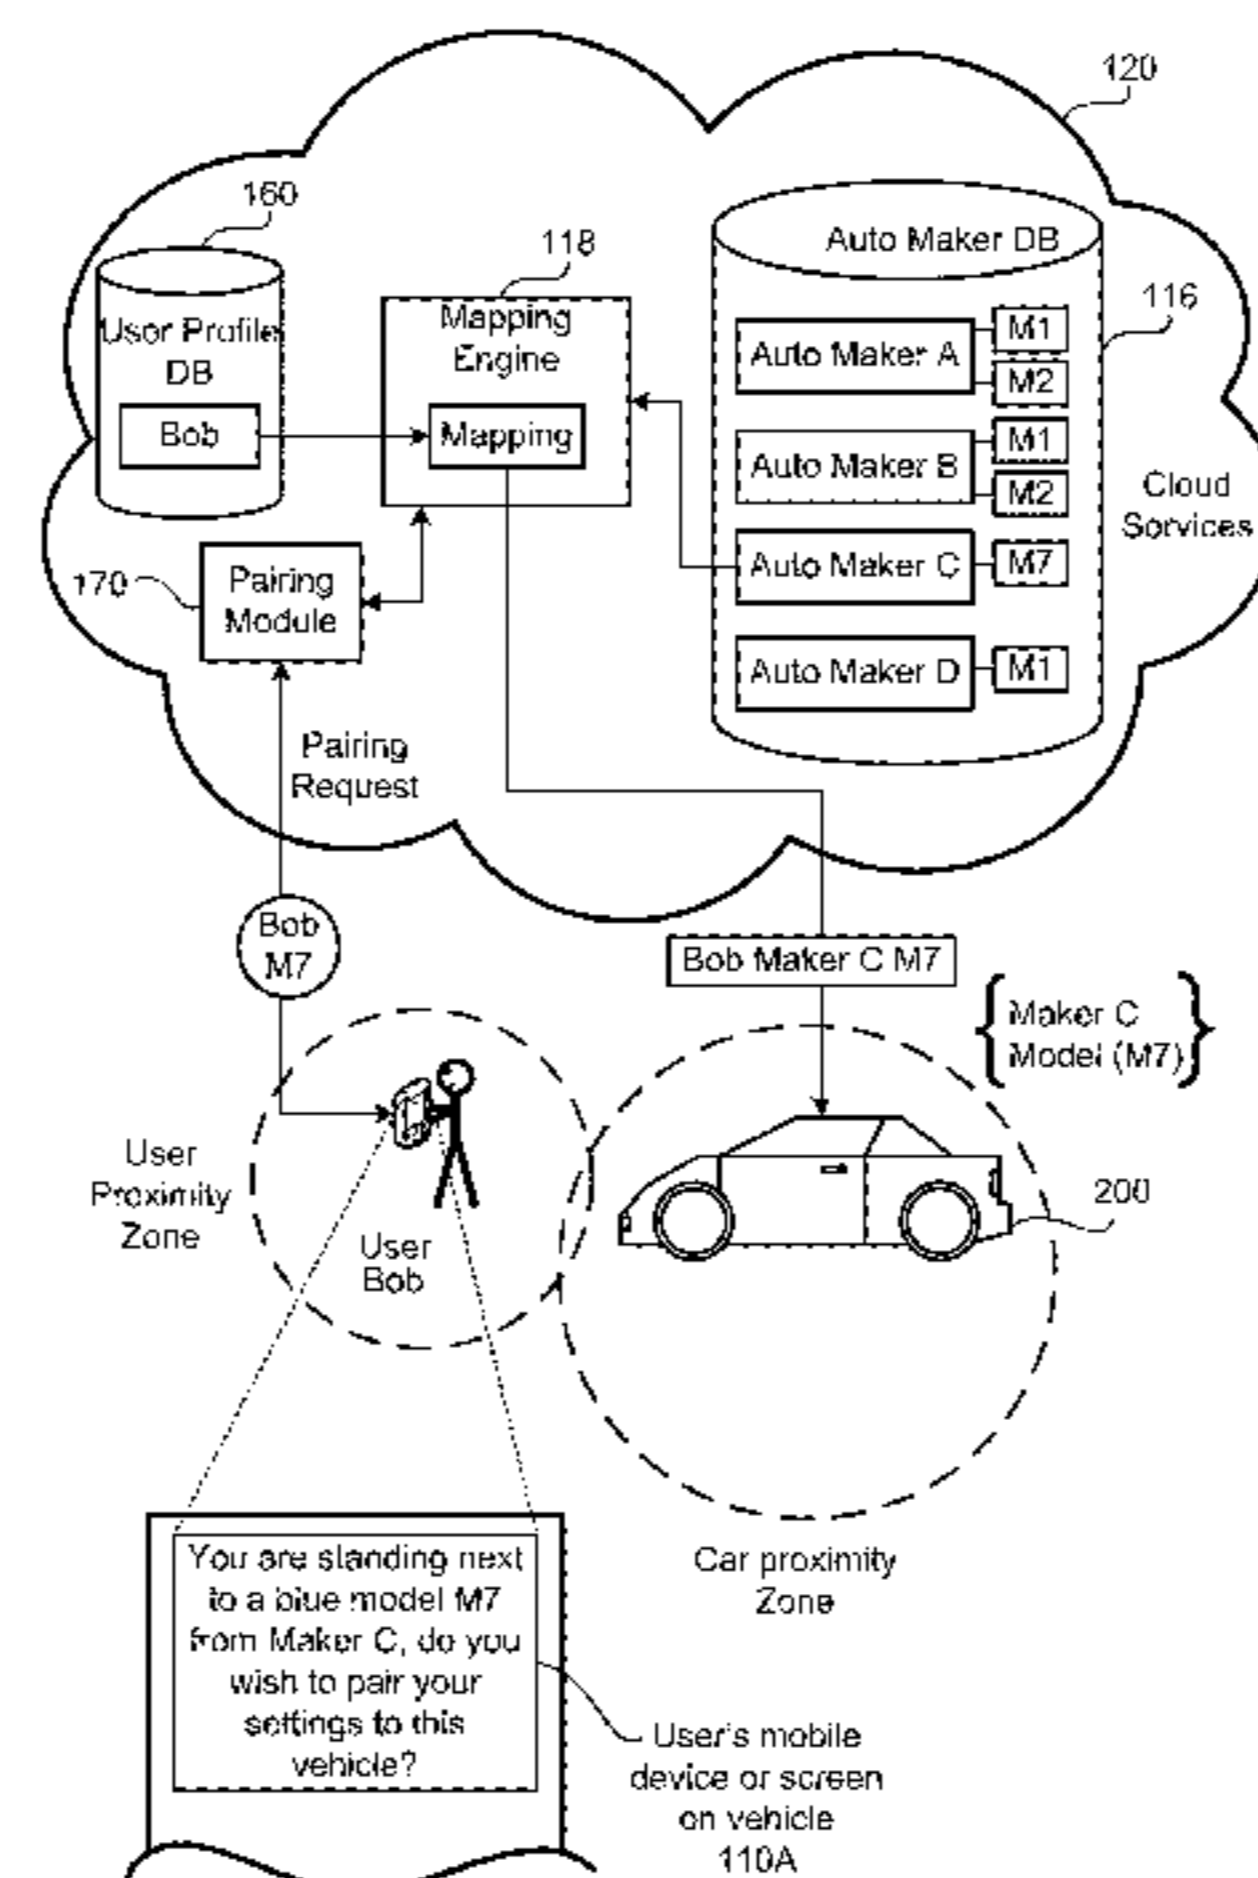 120
160
118
Auto Maker DB
116
User Profile
DB
Bob
Mapping
Engine
Mapping
Auto Maker A
M1
M2
Auto Maker B
M1
M2
Auto Maker C
M7
Auto Maker D
M1
Cloud
Services
170
Pairing
Module
Pairing
Request
Bob
M7
Bob Maker C M7
Maker C
Model (M7)
User
Proximity
Zone
User
Bob
200
Car proximity
Zone
You are standing next
to a blue model M7
from Maker C, do you
wish to pair your
settings to this
vehicle?
User's mobile
device or screen
on vehicle
110A